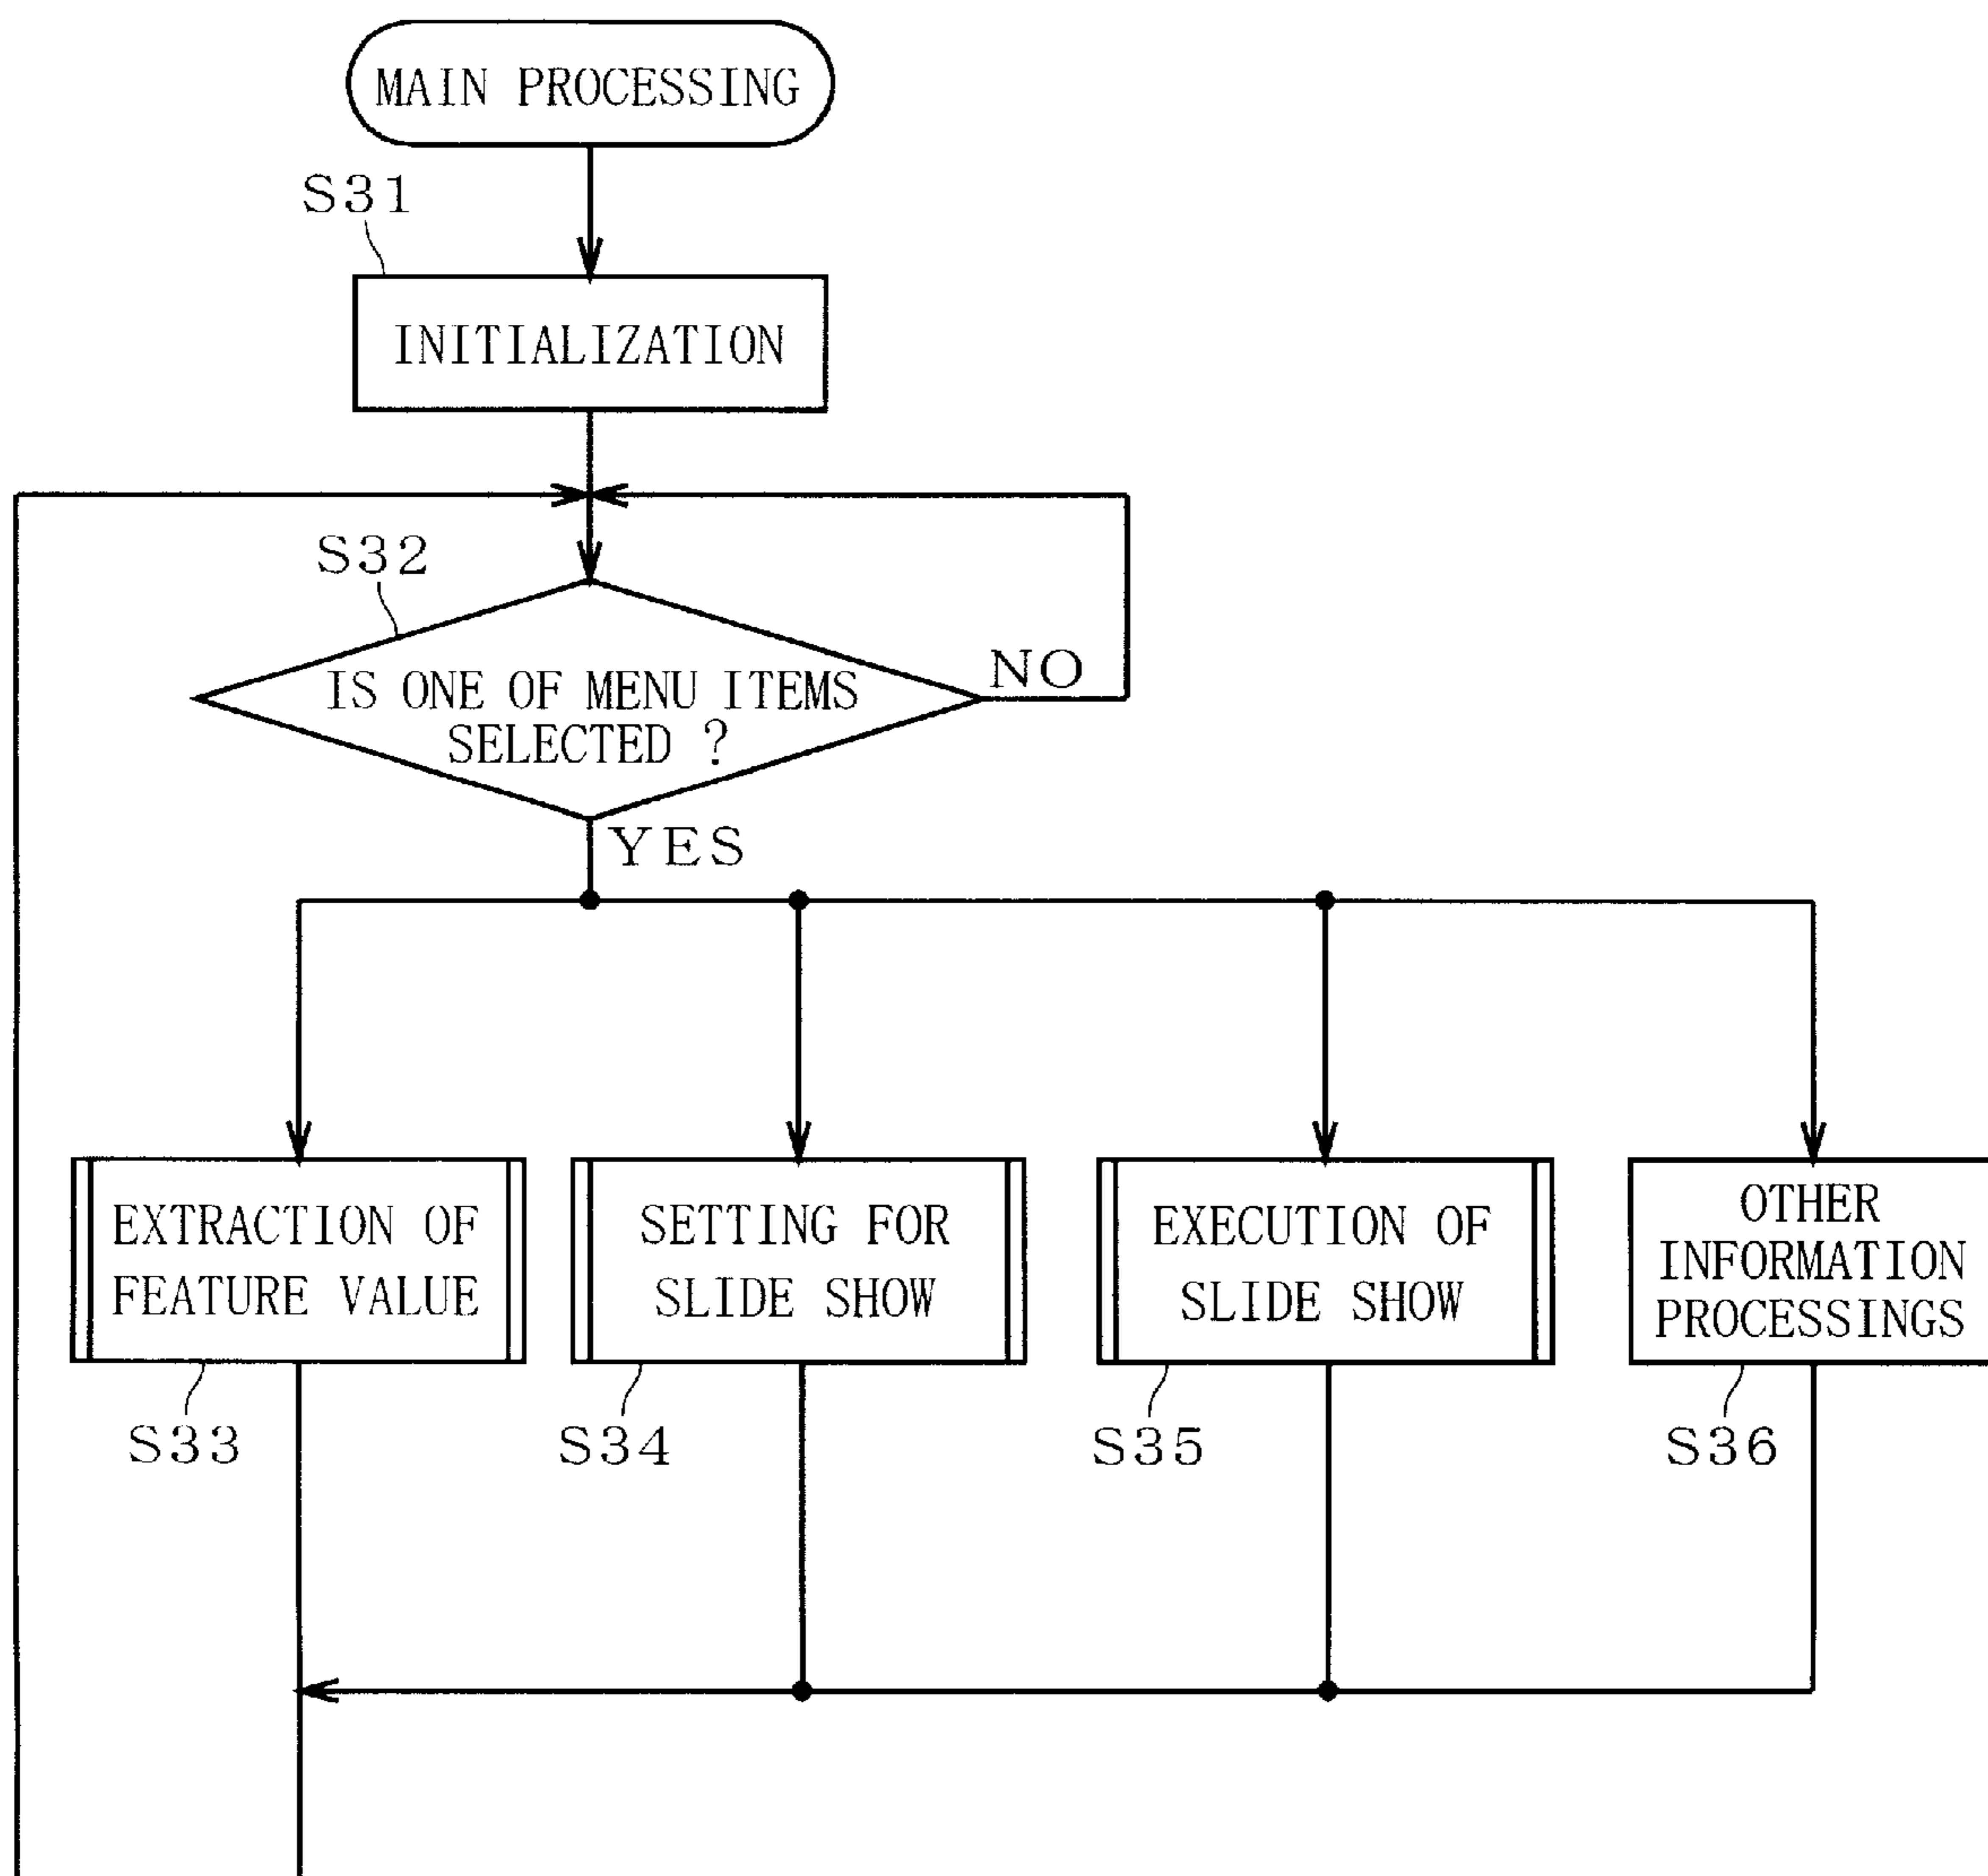 MAIN PROCESSING
S31
INITIALIZATION
S32
IS ONE OF MENU ITEMS
SELECTED ?
NO
YES
EXTRACTION OF
FEATURE VALUE
SETTING FOR
SLIDE SHOW
EXECUTION OF
SLIDE SHOW
OTHER
INFORMATION
PROCESSINGS
S33
S34
S35
S36